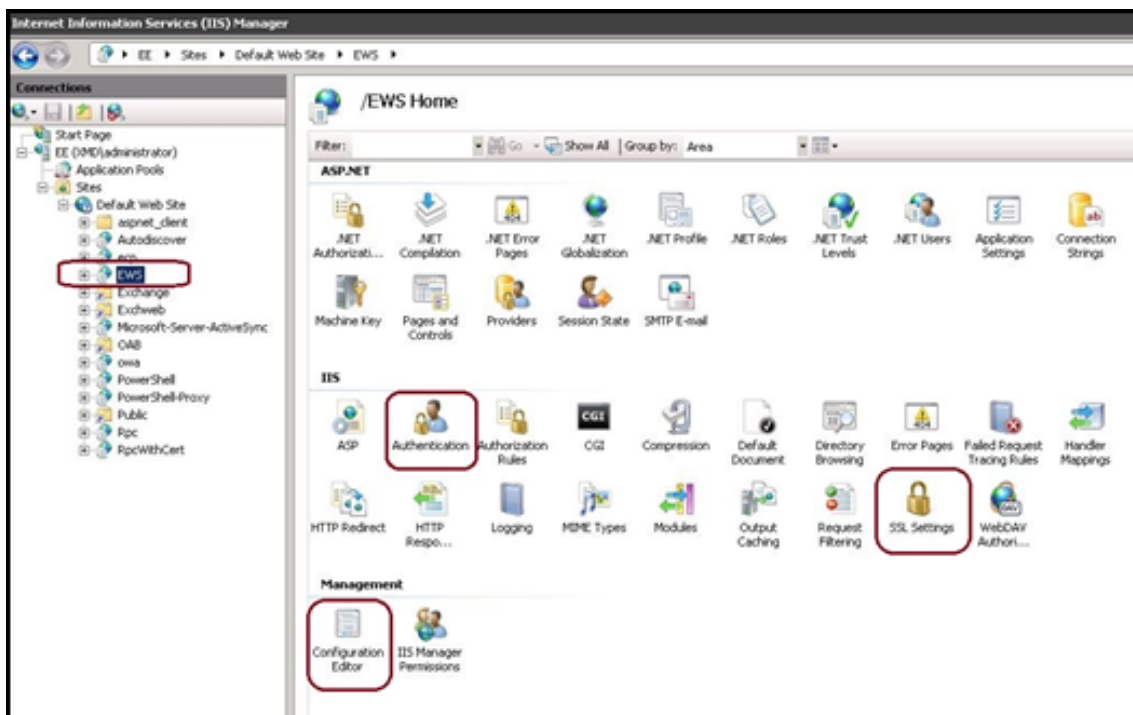 Internet Information Services (IIS) Manager
EE Sites Default Web Site EWS
Connections
Start Page
EE (XMD\administrator)
Application Pools
Sites
Default Web Site
aspnet_client
Autodiscover
ecp
EWS
Exchange
Exchweb
Microsoft-Server-ActiveSync
OAB
owa
PowerShell
PowerShell-Proxy
Public
Rpc
RpcWithCert
/EWS Home
Filter: Go Show All Group by: Area
ASP.NET
.NET Authorizati...
.NET Compilation
.NET Error Pages
.NET Globalization
.NET Profile
.NET Roles
.NET Trust Levels
.NET Users
Application Settings
Connection Strings
Machine Key
Pages and Controls
Providers
Session State
SMTP E-mail
IIS
ASP
Authentication
Authorization Rules
CGI
CGI
Compression
Default Document
Directory Browsing
Error Pages
Failed Request Tracing Rules
Handler Mappings
HTTP Redirect
HTTP Respo...
Logging
MIME Types
Modules
Output Caching
Request Filtering
SSL Settings
WebDAV Authori...
Management
Configuration Editor
IIS Manager Permissions